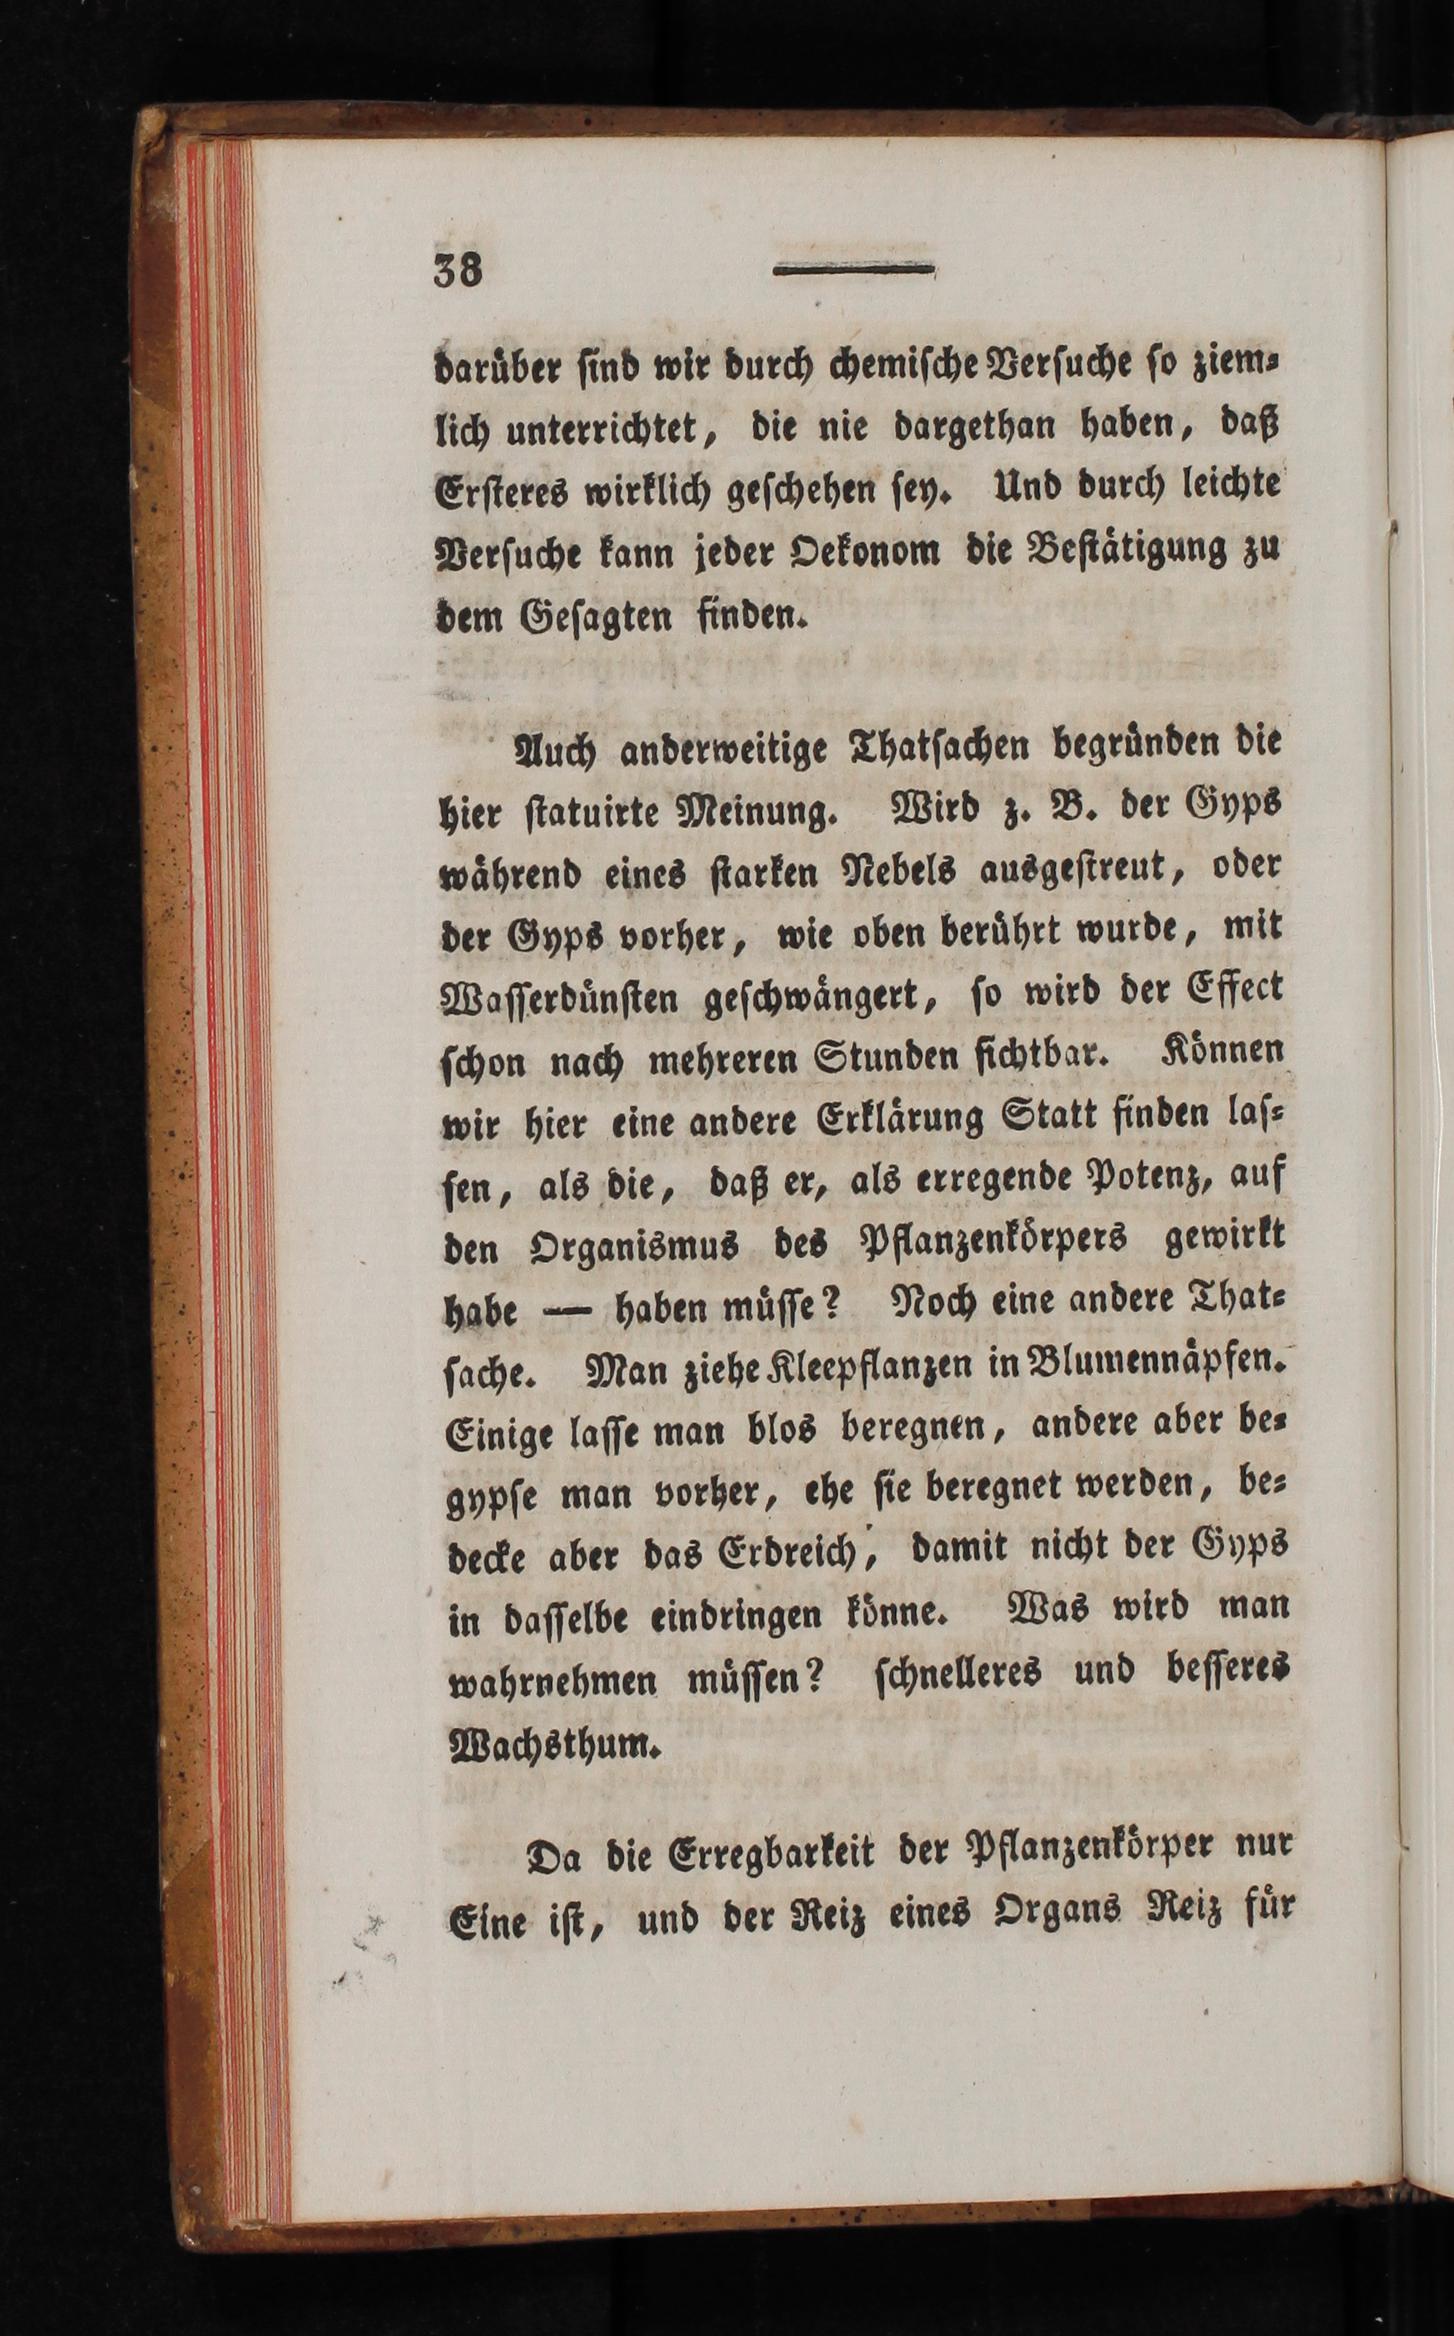 38
darüber ſind wir durch chemiſche Verſuche ſo ziem⸗
lich unterrichtet, die nie dargethan haben, daß
Erſteres wirklich geſchehen ſey. Und durch leichte
Verſuche kann jeder Oekonom die Beſtätigung zu
dem Geſagten finden.
Auch anderweitige Thatſachen begründen die
hier ſtatuirte Meinung. Wird z. B. der Gyps
während eines ſtarken Nebels ausgeſtreut, oder
der Gyps vorher, wie oben berührt wurde, mit
Waſſerdünſten geſchwängert, ſo wird der Effect
ſchon nach mehreren Stunden ſichtbar. Können
wir hier eine andere Erklärung Statt finden laſ⸗
ſen, als die, daß er, als erregende Potenz, auf
den Organismus des Pflanzenkörpers gewirkt
habe — haben müſſe? Noch eine andere That⸗
ſache. Man ziehe Kleepflanzen in Blumennäpfen.
Einige laſſe man blos beregnen, andere aber be⸗
gypſe man vorher, ehe ſie beregnet werden, be⸗
decke aber das Erdreich, damit nicht der Gyps
in daſſelbe eindringen könne. Was wird man
wahrnehmen müſſen? ſchnelleres und beſſeres
Wachsthum.
Da die Erregbarkeit der Pflanzenkörper nur
Eine iſt, und der Reiz eines Organs Reiz für